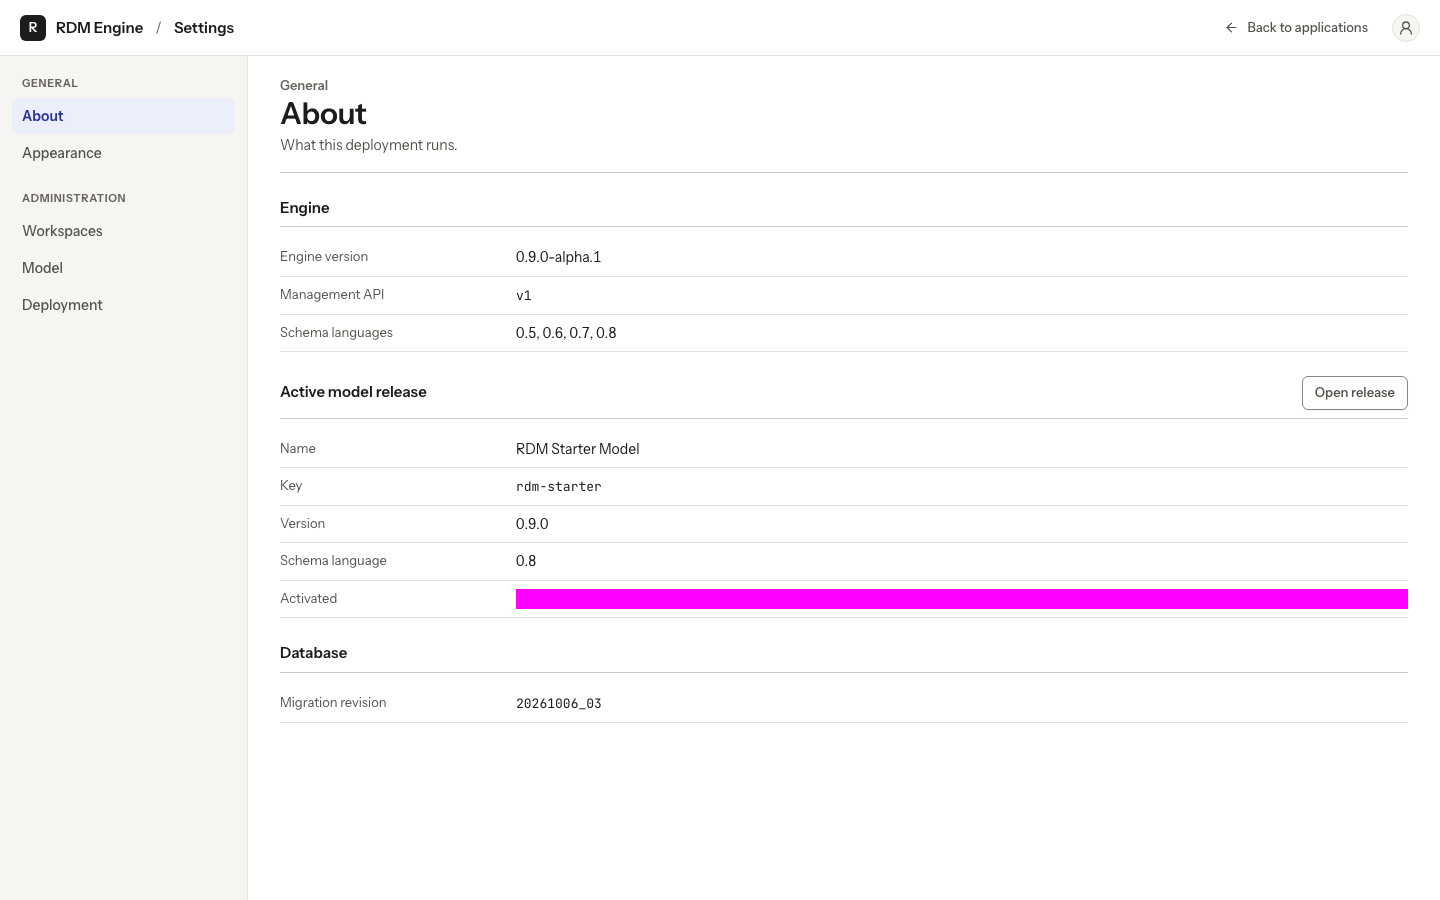 R RDM Engine / Settings
← Back to applications
GENERAL
About
Appearance
ADMINISTRATION
Workspaces
Model
Deployment
General
About
What this deployment runs.
Engine
Engine version 0.9.0-alpha.1
Management API v1
Schema languages 0.5, 0.6, 0.7, 0.8
Active model release Open release
Name RDM Starter Model
Key rdm-starter
Version 0.9.0
Schema language 0.8
Activated
Database
Migration revision 20261006_03